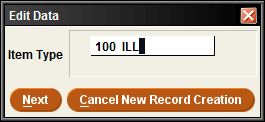 Edit Data
Item Type 100 ILL
Next Cancel New Record Creation